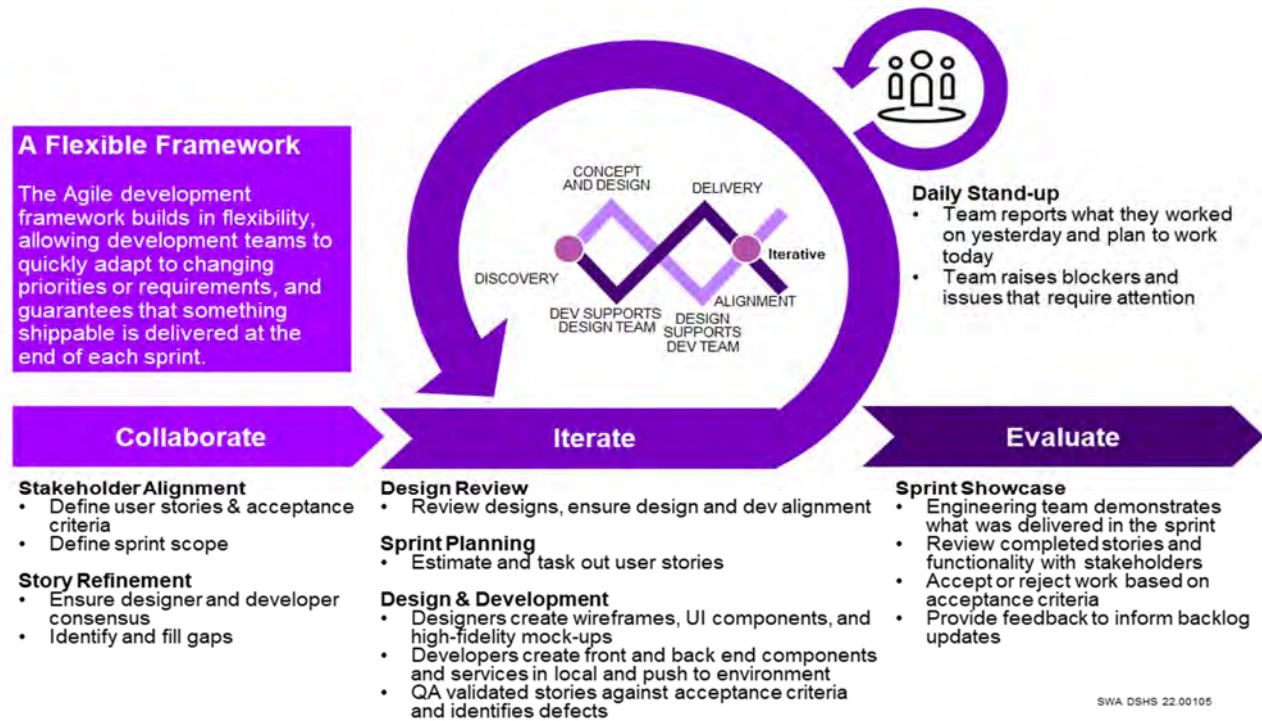 A Flexible Framework
The Agile development
framework builds in flexibility,
allowing development teams to
quickly adapt to changing
priorities or requirements, and
guarantees that something
shippable is delivered at the
end of each sprint.
CONCEPT
AND DESIGN
DELIVERY
DISCOVERY
Iterative
ALIGNMENT
DEV SUPPORTS
DESIGN TEAM
DESIGN
SUPPORTS
DEV TEAM
Daily Stand-up
• Team reports what they worked
on yesterday and plan to work
today
• Team raises blockers and
issues that require attention
Collaborate
Iterate
Evaluate
Stakeholder Alignment
• Define user stories & acceptance
criteria
• Define sprint scope
Story Refinement
• Ensure designer and developer
consensus
• Identify and fill gaps
Design Review
• Review designs, ensure design and dev alignment
Sprint Planning
• Estimate and task out user stories
Design & Development
• Designers create wireframes, UI components, and
high-fidelity mock-ups
• Developers create front and back end components
and services in local and push to environment
• QA validated stories against acceptance criteria
and identifies defects
Sprint Showcase
• Engineering team demonstrates
what was delivered in the sprint
• Review completed stories and
functionality with stakeholders
• Accept or reject work based on
acceptance criteria
• Provide feedback to inform backlog
updates
SWA DSHS 22.00105